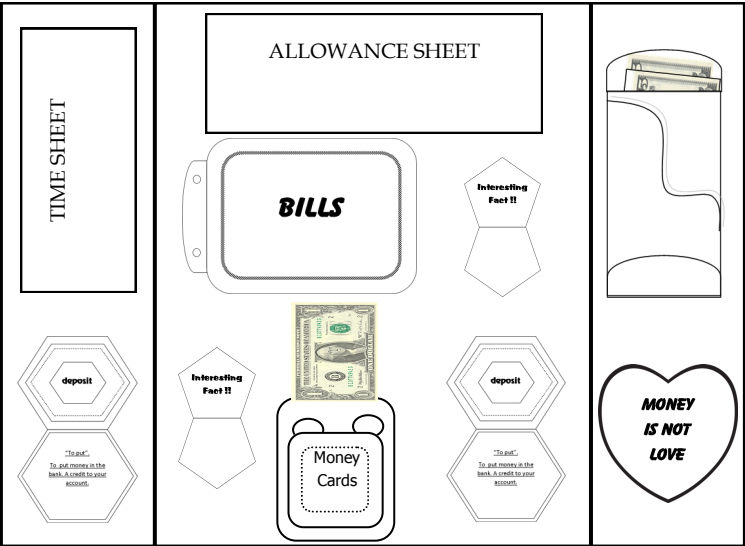 TIME SHEET
deposit
"To put".
To  put money in the
bank. A credit to your
account.
ALLOWANCE SHEET
BILLS
Interesting
Fact !!
Interesting
Fact !!
Money
Cards
deposit
"To put".
To  put money in the
bank. A credit to your
account.
MONEY
IS NOT
LOVE